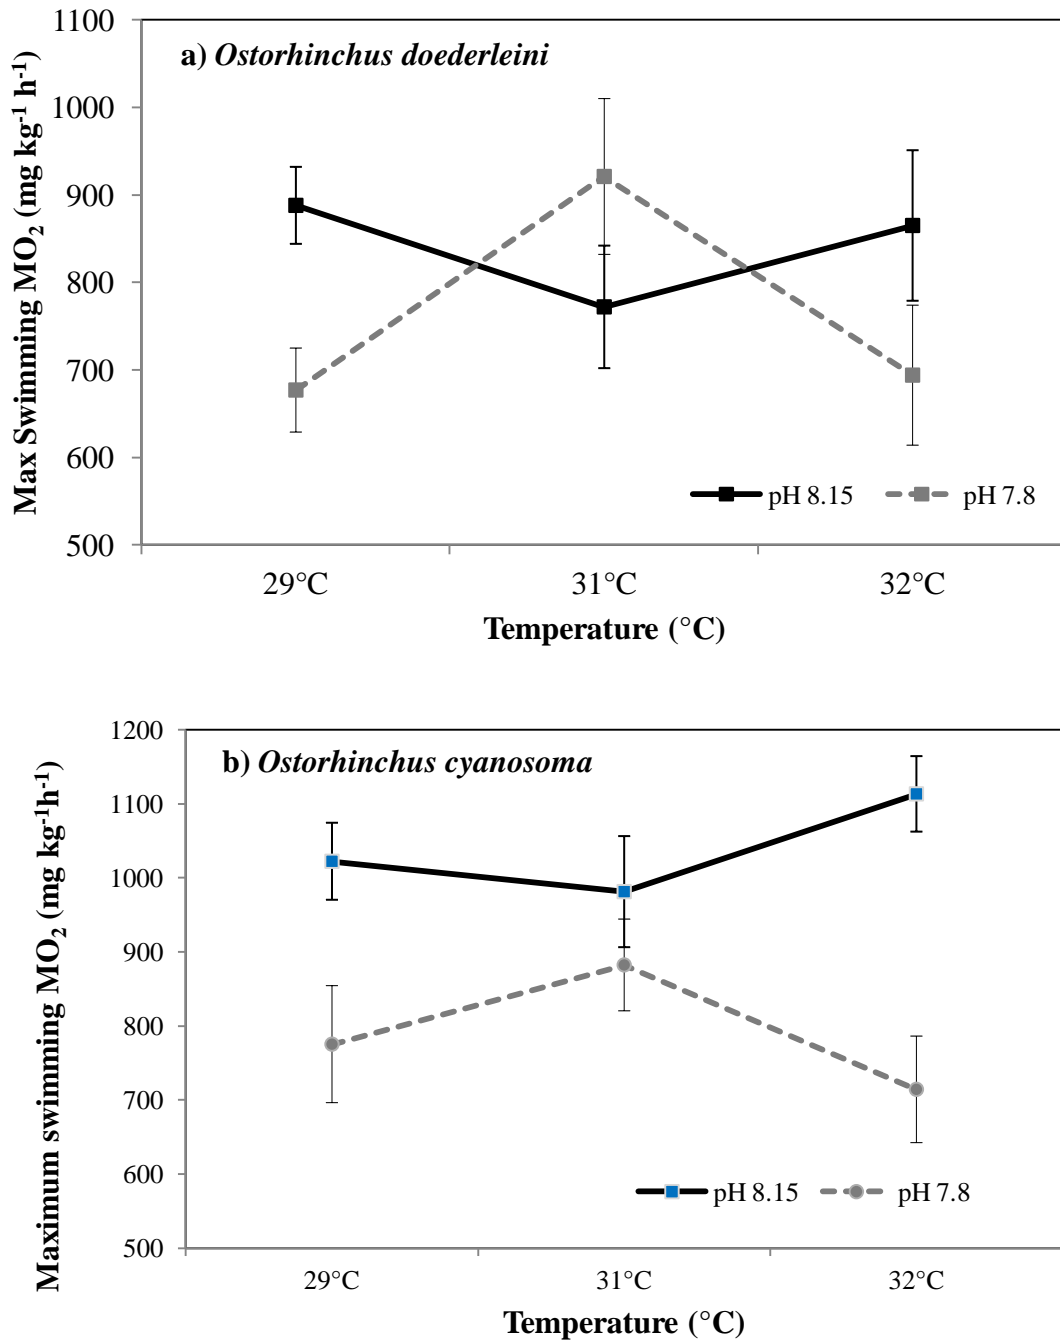 a) Ostorhinchus doederleini
Max Swimming MO₂ (mg kg⁻¹ h⁻¹)
1100
1000
900
800
700
600
500
pH 8.15 pH 7.8
29°C 31°C 32°C
Temperature (°C)
b) Ostorhinchus cyanosoma
Maximum swimming MO₂ (mg kg⁻¹h⁻¹)
1200
1100
1000
900
800
700
600
500
pH 8.15 pH 7.8
29°C 31°C 32°C
Temperature (°C)